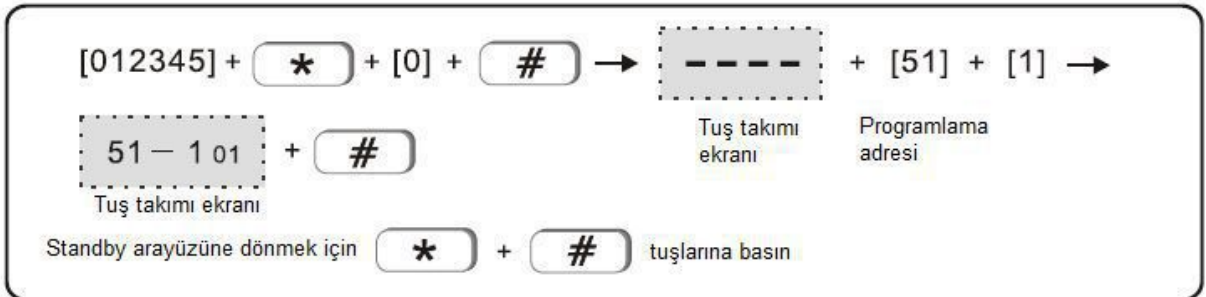 [012345] + * + [0] + # → – – – – + [51] + [1] →
Tuş takımı ekranı
Programlama adresi
51 – 1 01 + #
Tuş takımı ekranı
Standby arayüzüne dönmek için * + # tuşlarına basın